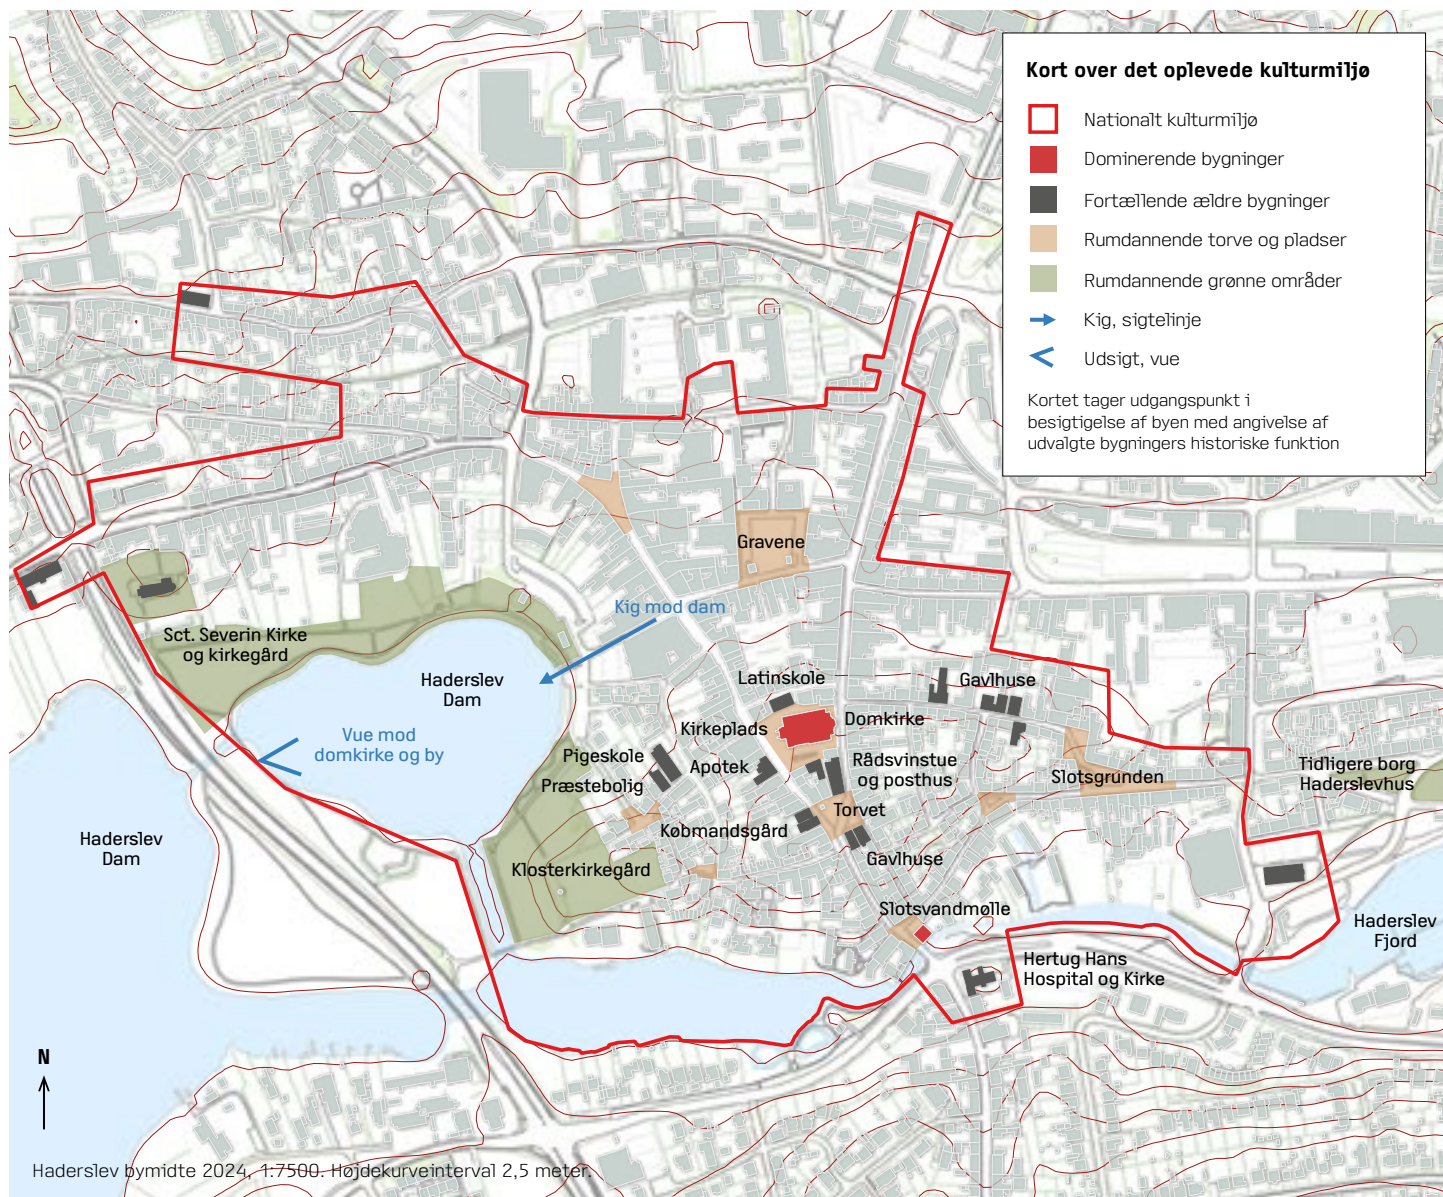 Kort over det oplevede kulturmiljø
Nationalt kulturmiljø
Dominerende bygninger
Fortællende ældre bygninger
Rumdannende torve og pladser
Rumdannende grønne områder
Kig, sigtelinje
Udsigt, vue
Kortet tager udgangspunkt i
besigtigelse af byen med angivelse af
udvalgte bygningers historiske funktion
Gravene
Kig mod dam
Sct. Severin Kirke
og kirkegård
Haderslev
Dam
Latinskole
Gavlhuse
Kirkeplads
Domkirke
Vue mod
domkirke og by
Pigeskole
Præstebolig
Apotek
Rådsvinstue
og posthus
Slotsgrunden
Tidligere borg
Haderslevhus
Torvet
Købmandsgård
Gavlhuse
Haderslev
Dam
Klosterkirkegård
Slotsvandmølle
Haderslev
Fjord
Hertug Hans
Hospital og Kirke
N
Haderslev bymidte 2024, 1:7500. Højdekurveinterval 2,5 meter.